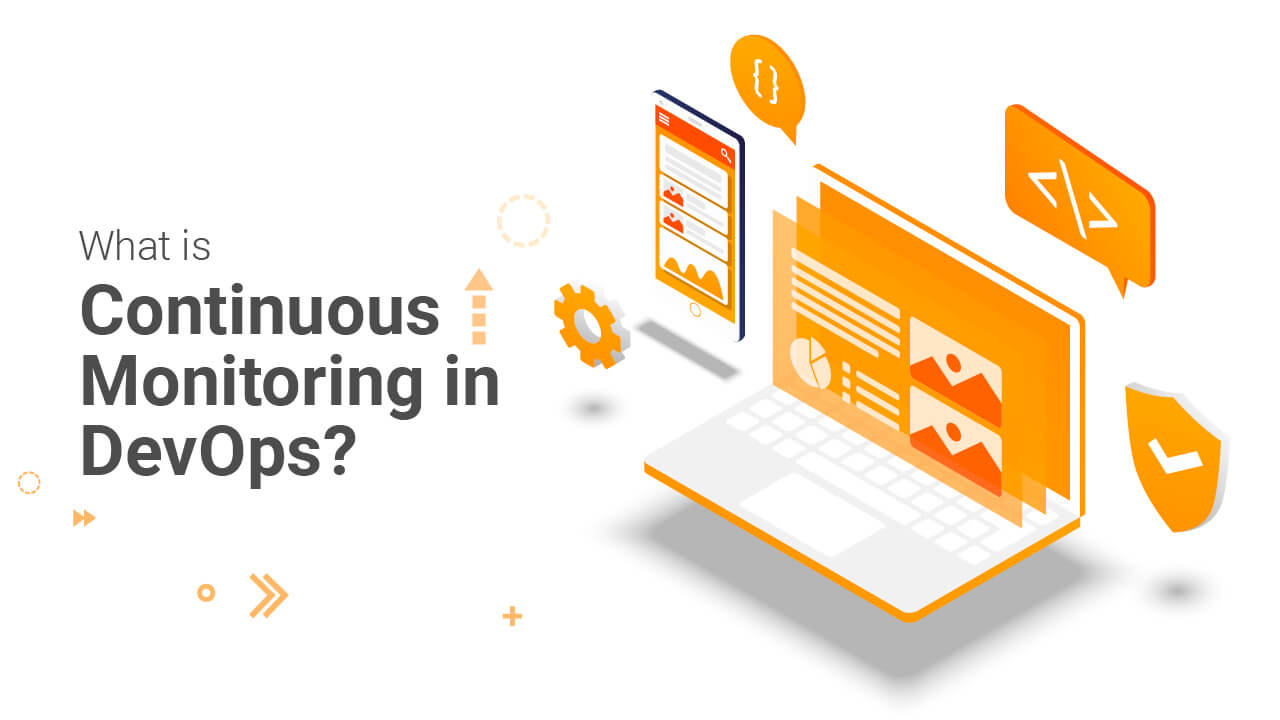 What is
Continuous
Monitoring in
DevOps?
{ }
</>